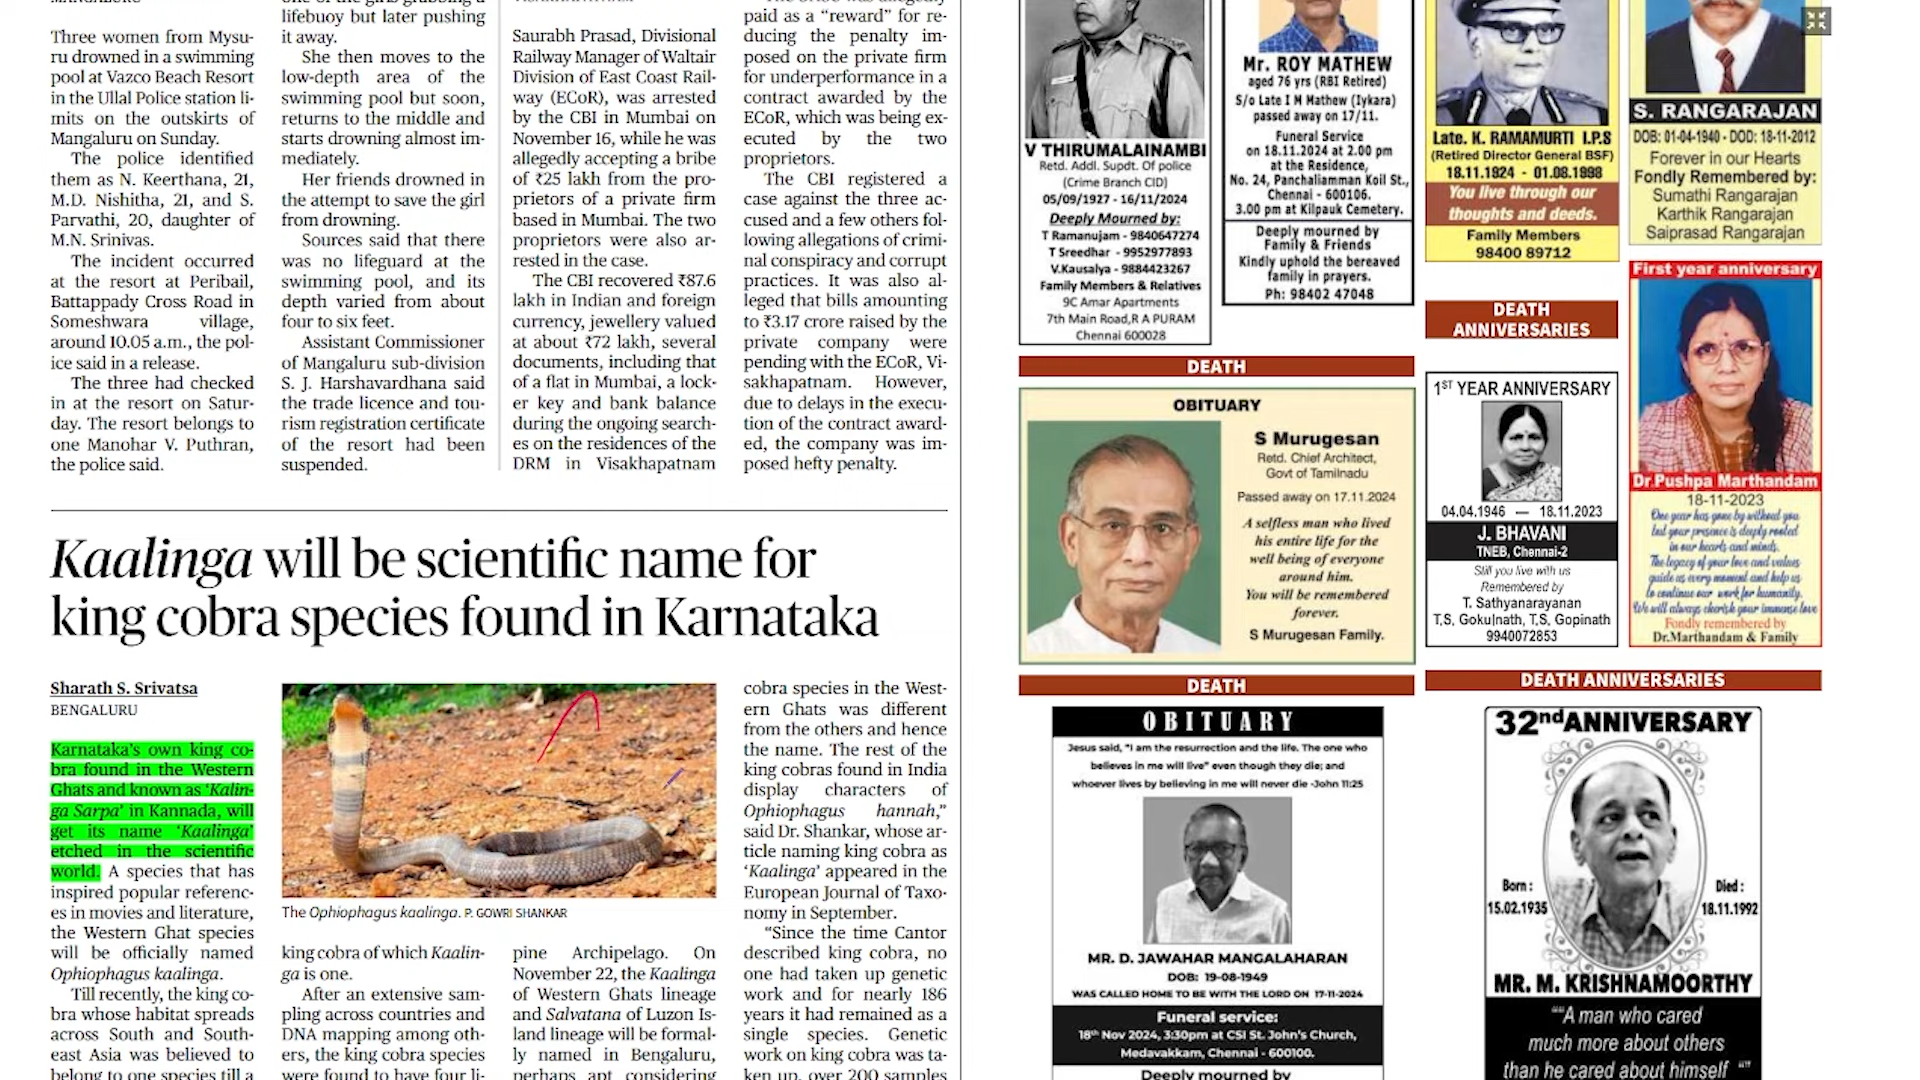 lifebuoy but later pushing
it away.
She then moves to the
low-depth area of the
swimming pool but soon,
returns to the middle and
starts drowning almost im-
mediately.
Her friends drowned in
the attempt to save the girl
from drowning.
Sources said that there
was no lifeguard at the
swimming pool, and its
depth varied from about
four to six feet.
Assistant Commissioner
of Mangaluru sub-division
S. J. Harshavardhana said
the trade licence and tou-
rism registration certificate
of the resort had been
suspended.
Three women from Mysu-
ru drowned in a swimming
pool at Vazco Beach Resort
in the Ullal Police station li-
mits on the outskirts of
Mangaluru on Sunday.
The police identified
them as N. Keerthana, 21,
M.D. Nishitha, 21, and S.
Parvathi, 20, daughter of
M.N. Srinivas.
The incident occurred
at the resort at Peribail,
Battappady Cross Road in
Someshwara village,
around 10.05 a.m., the pol-
ice said in a release.
The three had checked
in at the resort on Satur-
day. The resort belongs to
one Manohar V. Puthran,
the police said.
Saurabh Prasad, Divisional
Railway Manager of Waltair
Division of East Coast Rail-
way (ECoR), was arrested
by the CBI in Mumbai on
November 16, while he was
allegedly accepting a bribe
of ₹25 lakh from the pro-
prietors of a private firm
based in Mumbai. The two
proprietors were also ar-
rested in the case.
The CBI recovered ₹87.6
lakh in Indian and foreign
currency, jewellery valued
at about ₹72 lakh, several
documents, including that
of a flat in Mumbai, a lock-
er key and bank balance
during the ongoing search-
es on the residences of the
DRM in Visakhapatnam
paid as a “reward” for re-
ducing the penalty im-
posed on the private firm
for underperformance in a
contract awarded by the
ECoR, which was being ex-
ecuted by the two
proprietors.
The CBI registered a
case against the three ac-
cused and a few others fol-
lowing allegations of crimi-
nal conspiracy and corrupt
practices. It was also al-
leged that bills amounting
to ₹3.17 crore raised by the
private company were
pending with the ECoR, Vi-
sakhapatnam. However,
due to delays in the execu-
tion of the contract award-
ed, the company was im-
posed hefty penalty.
Kaalinga will be scientific name for
king cobra species found in Karnataka
Sharath S. Srivatsa
BENGALURU
Karnataka’s own king co-
bra found in the Western
Ghats and known as ‘Kalin-
ga Sarpa’ in Kannada, will
get its name ‘Kaalinga’
etched in the scientific
world. A species that has
inspired popular referenc-
es in movies and literature,
the Western Ghat species
will be officially named
Ophiophagus kaalinga.
Till recently, the king co-
bra whose habitat spreads
across South and South-
east Asia was believed to
belong to one species till a
The Ophiophagus kaalinga. P. GOWRI SHANKAR
king cobra of which Kaalin-
ga is one.
After an extensive sam-
pling across countries and
DNA mapping among oth-
ers, the king cobra species
were found to have four li-
pine Archipelago. On
November 22, the Kaalinga
of Western Ghats lineage
and Salvatana of Luzon Is-
land lineage will be formal-
ly named in Bengaluru,
perhaps apt considering
cobra species in the West-
ern Ghats was different
from the others and hence
the name. The rest of the
king cobras found in India
display characters of
Ophiophagus hannah,”
said Dr. Shankar, whose ar-
ticle naming king cobra as
‘Kaalinga’ appeared in the
European Journal of Taxo-
nomy in September.
“Since the time Cantor
described king cobra, no
one had taken up genetic
work and for nearly 186
years it had remained as a
single species. Genetic
work on king cobra was ta-
ken up, over 200 samples
V THIRUMALAINAMBI
Retd. Addl. Supdt. Of police
(Crime Branch CID)
05/09/1927 - 16/11/2024
Deeply Mourned by:
T Ramanujam - 9840647274
T Sreedhar - 9952977893
V.Kausalya - 9884423267
Family Members & Relatives
9C Amar Apartments
7th Main Road,R A PURAM
Chennai 600028
Mr. ROY MATHEW
aged 76 yrs (RBI Retired)
S/o Late I M Mathew (Iykara)
passed away on 17/11.
Funeral Service
on 18.11.2024 at 2.00 pm
at the Residence,
No. 24, Panchaliamman Koil St.,
Chennai - 600106.
3.00 pm at Kilpauk Cemetery.
Deeply mourned by
Family & Friends
Kindly uphold the bereaved
family in prayers.
Ph: 98402 47048
Late. K. RAMAMURTI I.P.S
(Retired Director General BSF)
18.11.1924 - 01.08.1998
You live through our
thoughts and deeds.
Family Members
98400 89712
S. RANGARAJAN
DOB: 01-04-1940 - DOD: 18-11-2012
Forever in our Hearts
Fondly Remembered by:
Sumathi Rangarajan
Karthik Rangarajan
Saiprasad Rangarajan
DEATH
OBITUARY
S Murugesan
Retd. Chief Architect,
Govt of Tamilnadu
Passed away on 17.11.2024
A selfless man who lived
his entire life for the
well being of everyone
around him.
You will be remembered
forever.
S Murugesan Family.
DEATH
ANNIVERSARIES
1ST YEAR ANNIVERSARY
04.04.1946 — 18.11.2023
J. BHAVANI
TNEB, Chennai-2
Still you live with us
Remembered by
T. Sathyanarayanan
T,S, Gokulnath, T,S, Gopinath
9940072853
First year anniversary
Dr.Pushpa Marthandam
18-11-2023
One year has gone by without you
but your presence is deeply rooted
in our hearts and minds.
The legacy of your love and values
guide us every moment and help us
to continue our work for humanity.
We will always cherish your immense love
Fondly remembered by
Dr.Marthandam & Family
DEATH
OBITUARY
Jesus said, "I am the resurrection and the life. The one who
believes in me will live" even though they die; and
whoever lives by believing in me will never die -John 11:25
MR. D. JAWAHAR MANGALAHARAN
DOB: 19-08-1949
WAS CALLED HOME TO BE WITH THE LORD ON 17-11-2024
Funeral service:
18th Nov 2024, 3:30pm at CSI St. John's Church,
Medavakkam, Chennai - 600100.
Deeply mourned by
DEATH ANNIVERSARIES
32nd ANNIVERSARY
Born :
15.02.1935
Died :
18.11.1992
MR. M. KRISHNAMOORTHY
““A man who cared
much more about others
than he cared about himself ””